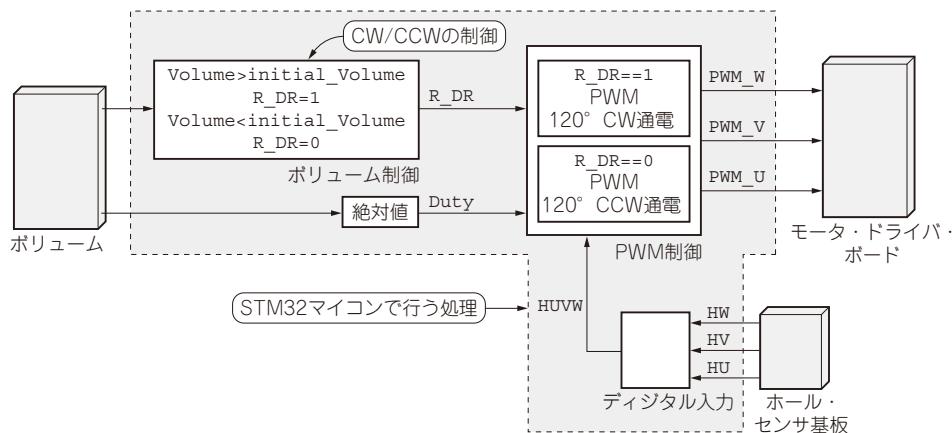 CW/CCWの制御
Volume>initial_Volume
R_DR=1
Volume<initial_Volume
R_DR=0
ボリューム制御
R_DR
絶対値
Duty
ボリューム
R_DR==1
PWM
120°CW通電
R_DR==0
PWM
120°CCW通電
PWM制御
PWM_W
PWM_V
PWM_U
モータ・ドライバ・
ボード
STM32マイコンで行う処理
HUVW
HW
HV
HU
ディジタル入力
ホール・
センサ基板